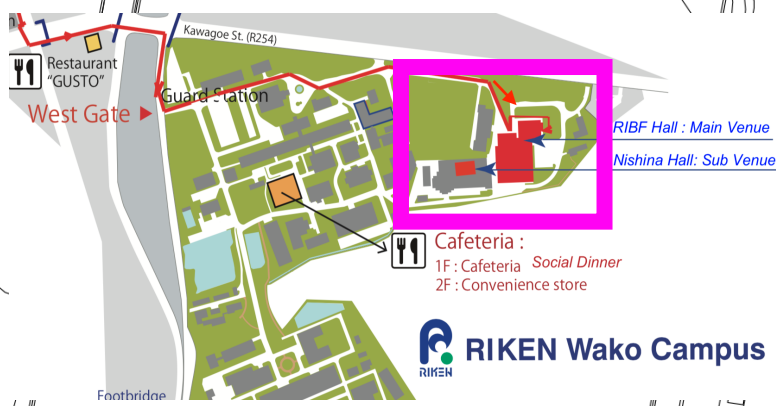 Kawagoe St. (R254)
Restaurant
"GUSTO"
Guard Station
West Gate
RIBF Hall : Main Venue
Nishina Hall: Sub Venue
Cafeteria :
1F : Cafeteria Social Dinner
2F : Convenience store
RIKEN
RIKEN Wako Campus
Footbridge